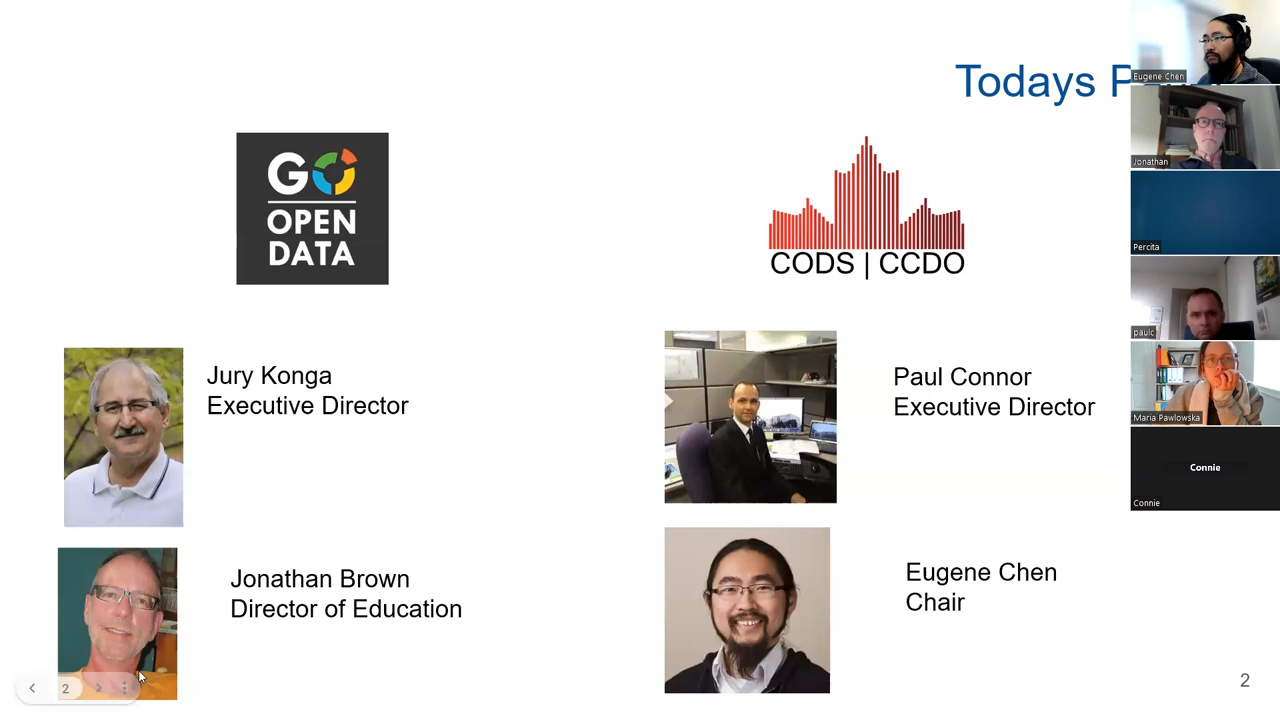 Todays P
GO
OPEN
DATA
CODS | CCDO
Jury Konga
Executive Director
Paul Connor
Executive Director
Jonathan Brown
Director of Education
Eugene Chen
Chair
2
2
Eugene Chen
Jonathan
Percita
paulc
Maria Pawlowska
Connie
Connie